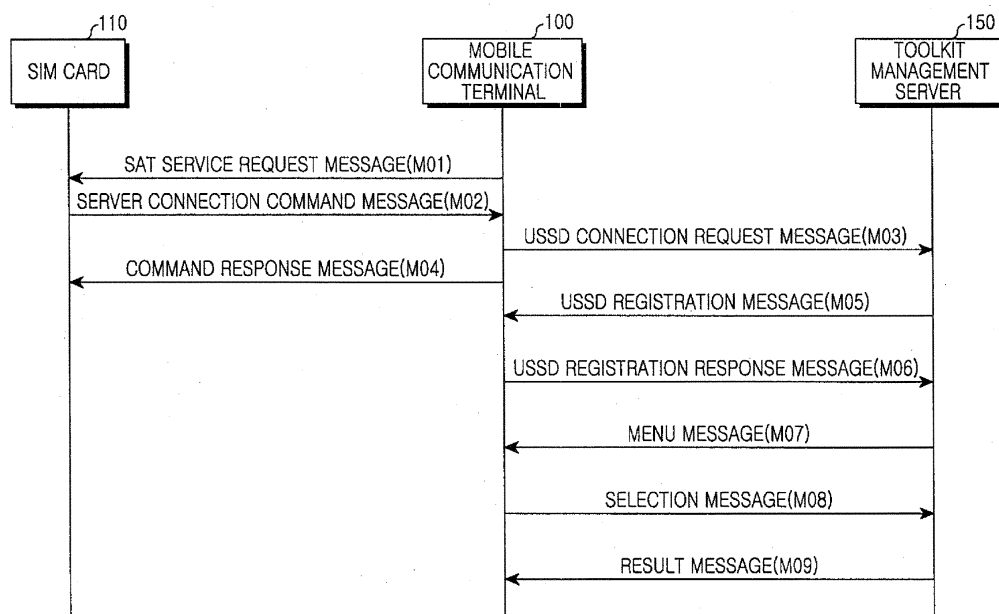 110
100
150
SIM CARD
MOBILE
COMMUNICATION
TERMINAL
TOOLKIT
MANAGEMENT
SERVER
SAT SERVICE REQUEST MESSAGE(M01)
SERVER CONNECTION COMMAND MESSAGE(M02)
USSD CONNECTION REQUEST MESSAGE(M03)
COMMAND RESPONSE MESSAGE(M04)
USSD REGISTRATION MESSAGE(M05)
USSD REGISTRATION RESPONSE MESSAGE(M06)
MENU MESSAGE(M07)
SELECTION MESSAGE(M08)
RESULT MESSAGE(M09)